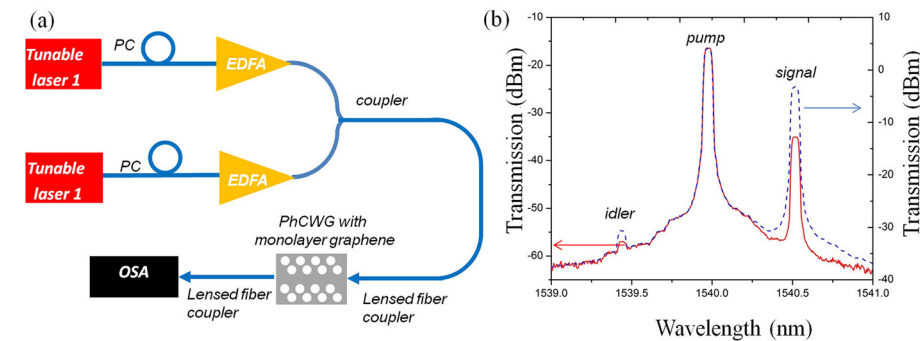 (a)
Tunable
laser 1
PC
EDFA
coupler
Tunable
laser 1
PC
EDFA
PhCWG with
monolayer graphene
OSA
Lensed fiber
coupler
Lensed fiber
coupler
(b)
-10
-20
-30
-40
-50
-60
Transmission (dBm)
pump
signal
idler
10
0
-10
-20
-30
-40
Transmission (dBm)
1539.0
1539.5
1540.0
1540.5
1541.0
Wavelength (nm)